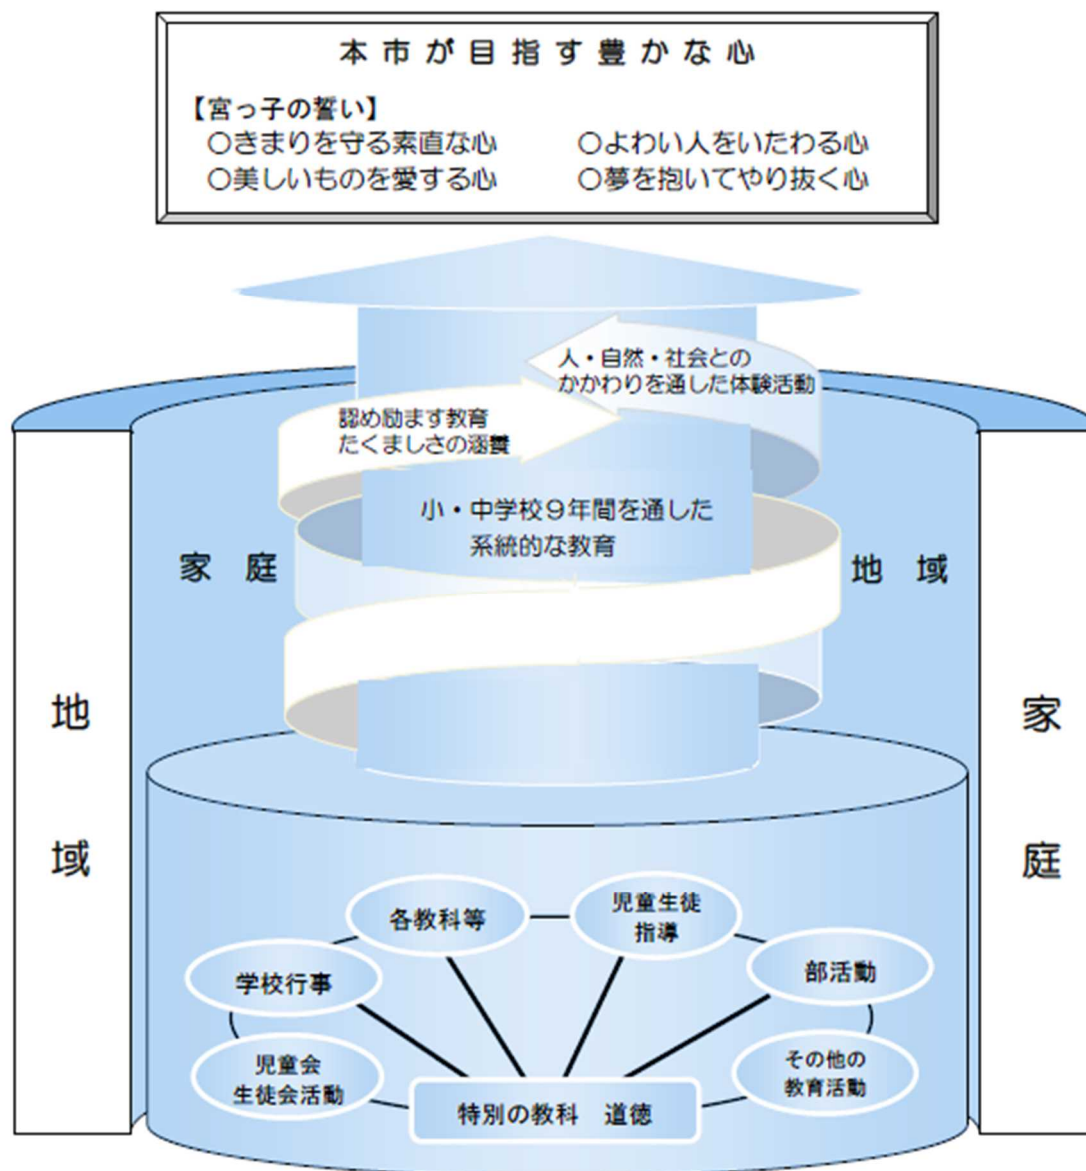 本市が目指す豊かな心
【宮っ子の誓い】
○きまりを守る素直な心　○よわい人をいたわる心
○美しいものを愛する心　○夢を抱いてやり抜く心
人・自然・社会との
かかわりを通した体験活動
認め励ます教育
たくましさの涵養
小・中学校９年間を通した
系統的な教育
家庭
地域
地域
家庭
各教科等
児童生徒
指導
学校行事
部活動
児童会
生徒会活動
その他の
教育活動
特別の教科　道徳